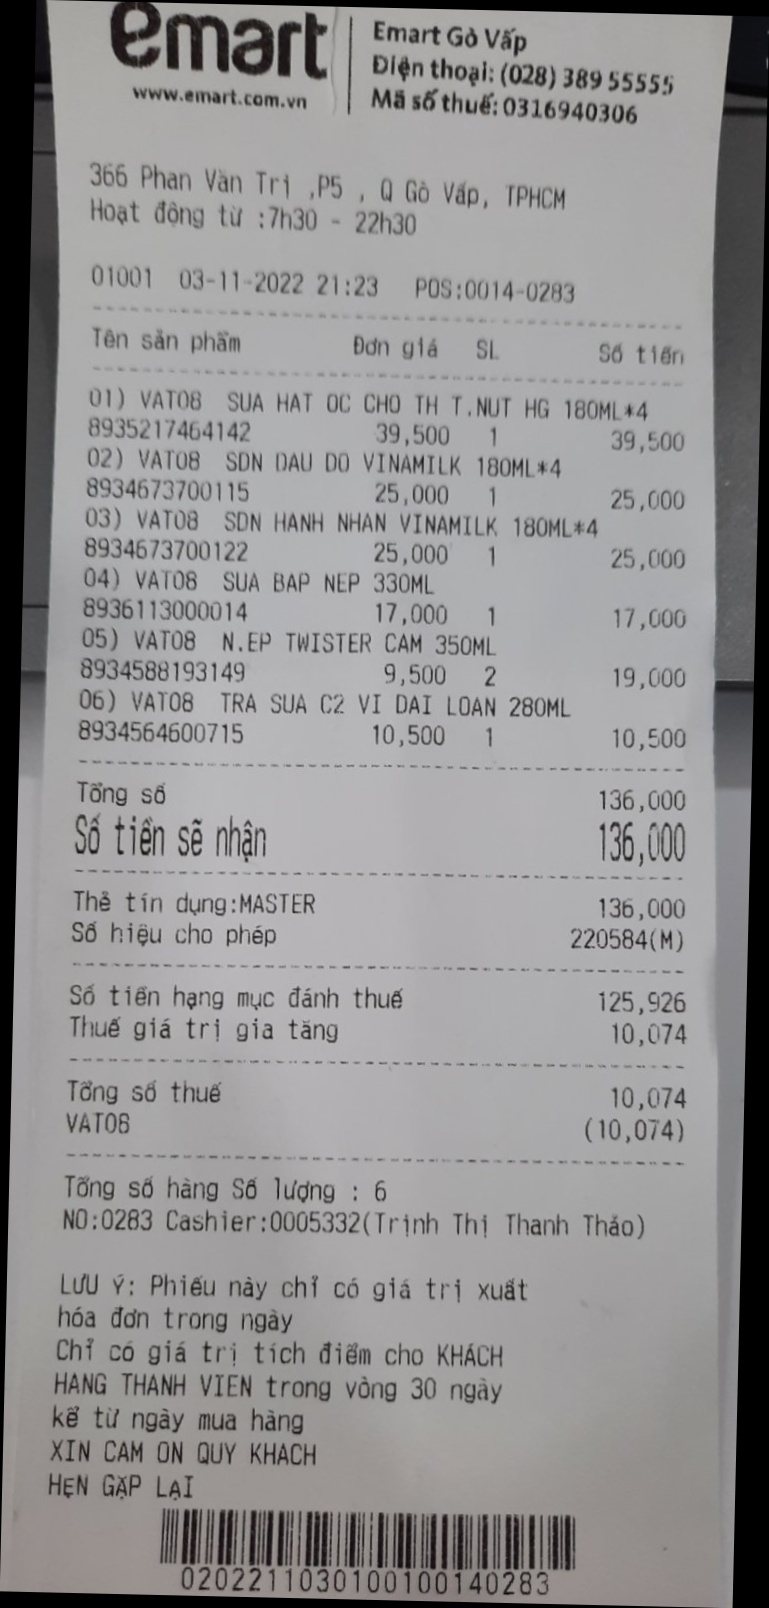 emart
www.emart.com.vn
Emart Gò Vấp
Điện thoại: (028) 389 55555
Mã số thuế: 0316940306
366 Phan Văn Trị ,P5 , Q Gò Vấp, TPHCM
Hoạt động từ :7h30 - 22h30
01001 03-11-2022 21:23 POS:0014-0283
Tên sản phẩm Đơn giá SL Số tiền
01) VAT08 SUA HAT OC CHO TH T.NUT HG 180ML*4
8935217464142 39,500 1 39,500
02) VAT08 SDN DAU DO VINAMILK 180ML*4
8934673700115 25,000 1 25,000
03) VAT08 SDN HANH NHAN VINAMILK 180ML*4
8934673700122 25,000 1 25,000
04) VAT08 SUA BAP NEP 330ML
8936113000014 17,000 1 17,000
05) VAT08 N.EP TWISTER CAM 350ML
8934588193149 9,500 2 19,000
06) VAT08 TRA SUA C2 VI DAI LOAN 280ML
8934564600715 10,500 1 10,500
Tổng số 136,000
Số tiền sẽ nhận 136,000
Thẻ tín dụng:MASTER 136,000
Số hiệu cho phép 220584(M)
Số tiền hạng mục đánh thuế 125,926
Thuế giá trị gia tăng 10,074
Tổng số thuế 10,074
VAT08 (10,074)
Tổng số hàng Số lượng : 6
NO:0283 Cashier:0005332(Trịnh Thị Thanh Thảo)
LƯU Ý: Phiếu này chỉ có giá trị xuất
hóa đơn trong ngày
Chỉ có giá trị tích điểm cho KHÁCH
HANG THANH VIEN trong vòng 30 ngày
kể từ ngày mua hàng
XIN CAM ON QUY KHACH
HẸN GẶP LẠI
0202211030100100140283